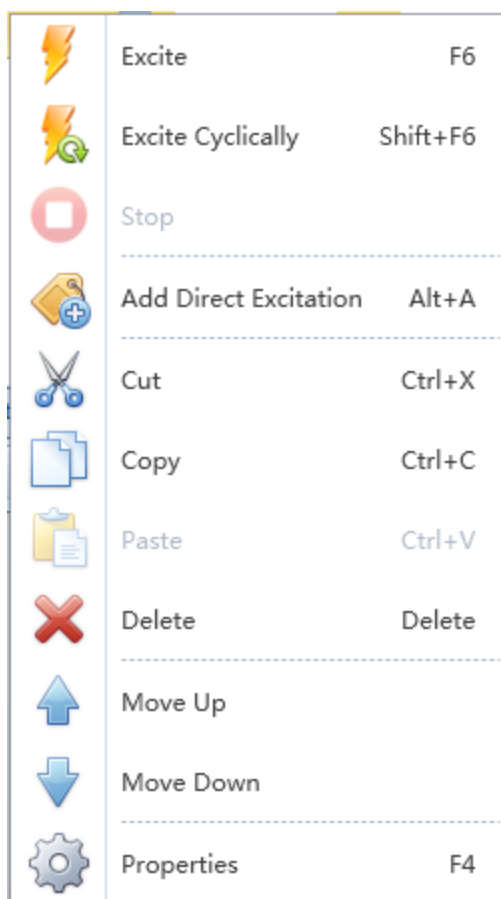 Excite F6
Excite Cyclically Shift+F6
Stop
Add Direct Excitation Alt+A
Cut Ctrl+X
Copy Ctrl+C
Paste Ctrl+V
Delete Delete
Move Up
Move Down
Properties F4